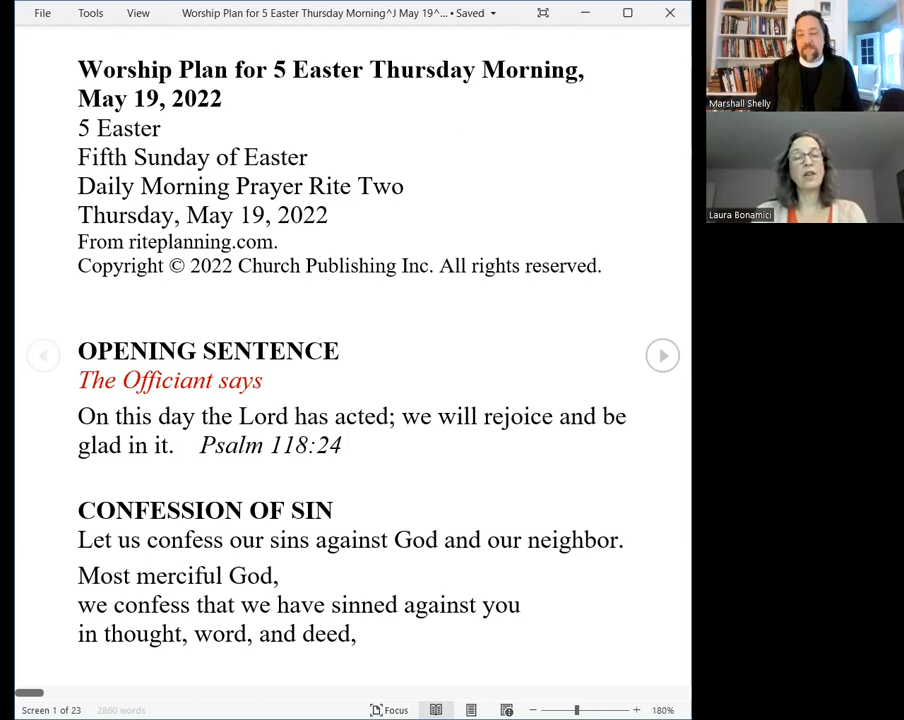 File Tools View Worship Plan for 5 Easter Thursday Morning^J May 19^... • Saved
Worship Plan for 5 Easter Thursday Morning,
May 19, 2022
5 Easter
Fifth Sunday of Easter
Daily Morning Prayer Rite Two
Thursday, May 19, 2022
From riteplanning.com.
Copyright © 2022 Church Publishing Inc. All rights reserved.
OPENING SENTENCE
The Officiant says
On this day the Lord has acted; we will rejoice and be
glad in it. Psalm 118:24
CONFESSION OF SIN
Let us confess our sins against God and our neighbor.
Most merciful God,
we confess that we have sinned against you
in thought, word, and deed,
Screen 1 of 23 2860 words Focus 180%
Marshall Shelly
Laura Bonamici